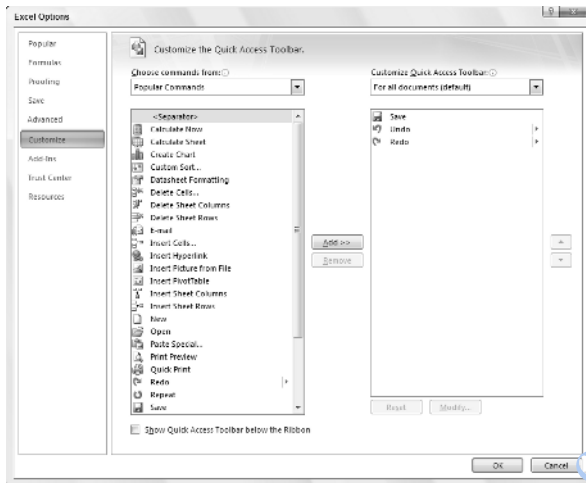 Excel Options
Popular
Formulas
Proofing
Save
Advanced
Customize
Add-Ins
Trust Center
Resources
Customize the Quick Access Toolbar.
Choose commands from:
Popular Commands
<Separator>
Calculate Now
Calculate Sheet
Create Chart
Custom Sort...
Datasheet Formatting
Delete Cells...
Delete Sheet Columns
Delete Sheet Rows
E-mail
Insert Cells...
Insert Hyperlink
Insert Picture from File
Insert PivotTable
Insert Sheet Columns
Insert Sheet Rows
New
Open
Paste Special...
Print Preview
Quick Print
Redo
Repeat
Save
Show Quick Access Toolbar below the Ribbon
Add >>
Remove
Customize Quick Access Toolbar:
For all documents (default)
Save
Undo
Redo
Reset
Modify...
OK
Cancel